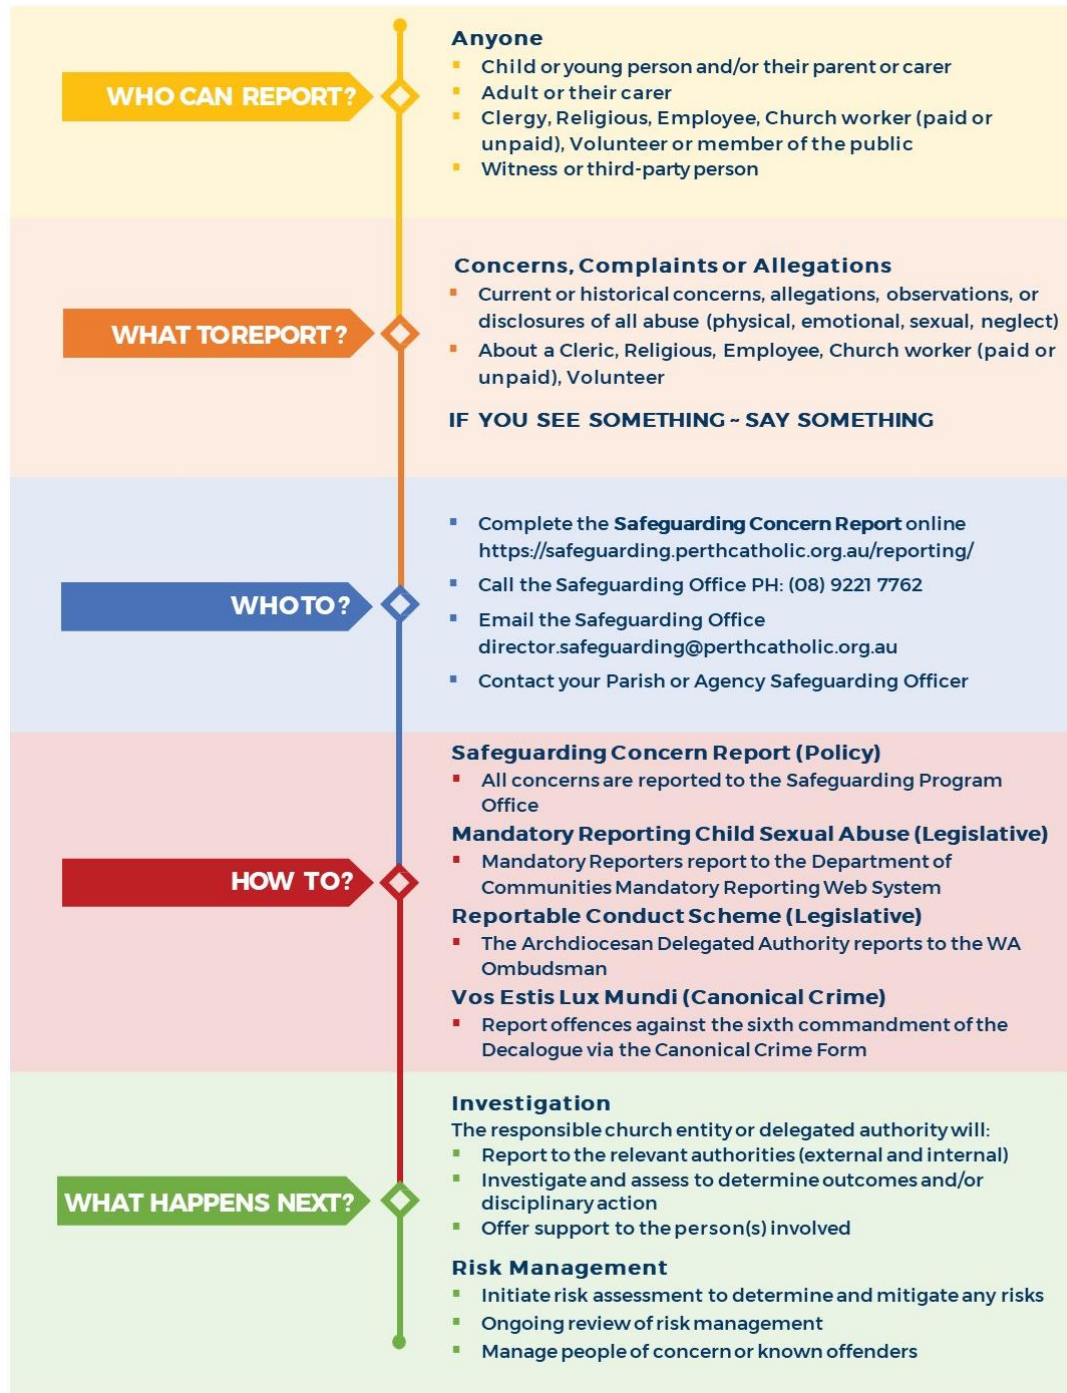 WHO CAN REPORT?
Anyone
▪ Child or young person and/or their parent or carer
▪ Adult or their carer
▪ Clergy, Religious, Employee, Church worker (paid or
unpaid), Volunteer or member of the public
▪ Witness or third-party person
WHAT TO REPORT?
Concerns, Complaints or Allegations
▪ Current or historical concerns, allegations, observations, or
disclosures of all abuse (physical, emotional, sexual, neglect)
▪ About a Cleric, Religious, Employee, Church worker (paid or
unpaid), Volunteer
IF YOU SEE SOMETHING ~ SAY SOMETHING
WHO TO?
▪ Complete the Safeguarding Concern Report online
https://safeguarding.perthcatholic.org.au/reporting/
▪ Call the Safeguarding Office PH: (08) 9221 7762
▪ Email the Safeguarding Office
director.safeguarding@perthcatholic.org.au
▪ Contact your Parish or Agency Safeguarding Officer
HOW TO?
Safeguarding Concern Report (Policy)
▪ All concerns are reported to the Safeguarding Program
Office
Mandatory Reporting Child Sexual Abuse (Legislative)
▪ Mandatory Reporters report to the Department of
Communities Mandatory Reporting Web System
Reportable Conduct Scheme (Legislative)
▪ The Archdiocesan Delegated Authority reports to the WA
Ombudsman
Vos Estis Lux Mundi (Canonical Crime)
▪ Report offences against the sixth commandment of the
Decalogue via the Canonical Crime Form
WHAT HAPPENS NEXT?
Investigation
The responsible church entity or delegated authority will:
▪ Report to the relevant authorities (external and internal)
▪ Investigate and assess to determine outcomes and/or
disciplinary action
▪ Offer support to the person(s) involved
Risk Management
▪ Initiate risk assessment to determine and mitigate any risks
▪ Ongoing review of risk management
▪ Manage people of concern or known offenders